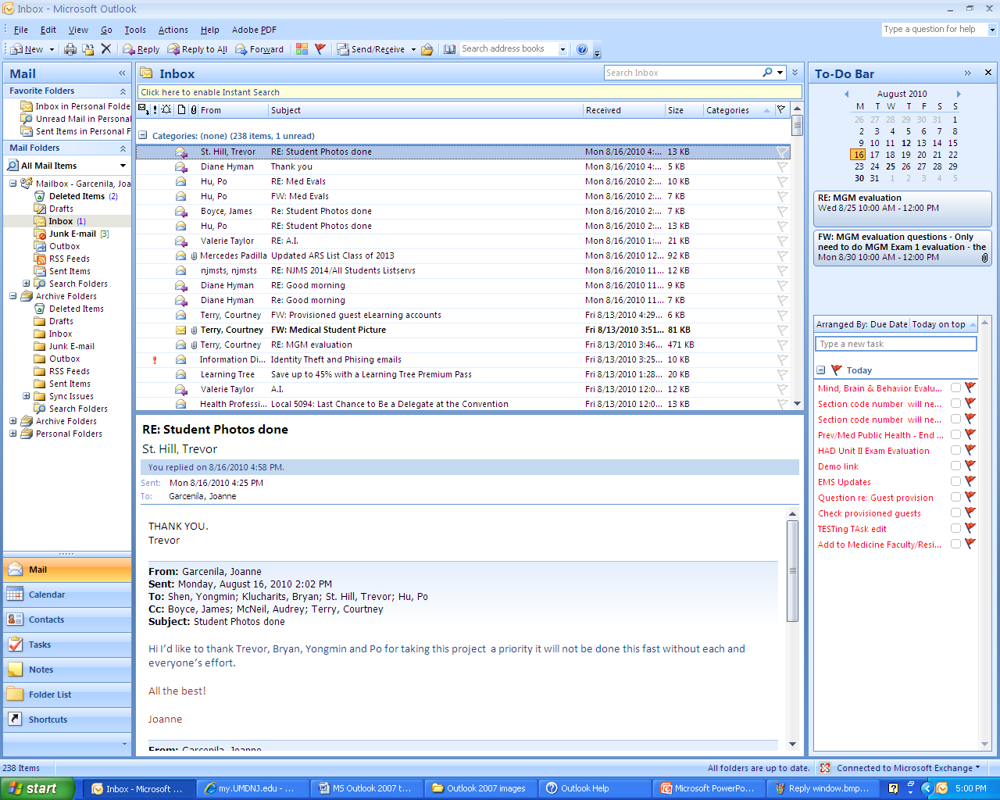 Inbox - Microsoft Outlook
File Edit View Go Tools Actions Help Adobe PDF
Type a question for help
New Reply Reply to All Forward Send/Receive Search address books
Mail «
Favorite Folders
Inbox in Personal Folde
Unread Mail in Personal
Sent Items in Personal F
Mail Folders
All Mail Items
Mailbox - Garcenila, Joa
Deleted Items (2)
Drafts
Inbox (1)
Junk E-mail [3]
Outbox
RSS Feeds
Sent Items
Search Folders
Archive Folders
Deleted Items
Drafts
Inbox
Junk E-mail
Outbox
RSS Feeds
Sent Items
Sync Issues
Search Folders
Archive Folders
Personal Folders
Mail
Calendar
Contacts
Tasks
Notes
Folder List
Shortcuts
Inbox
Search Inbox
Click here to enable Instant Search
From Subject Received Size Categories
Categories: (none) (238 items, 1 unread)
St. Hill, Trevor RE: Student Photos done Mon 8/16/2010 4:... 13 KB
Diane Hyman Thank you Mon 8/16/2010 4:... 5 KB
Hu, Po RE: Med Evals Mon 8/16/2010 2:... 10 KB
Hu, Po FW: Med Evals Mon 8/16/2010 2:... 7 KB
Boyce, James Re: Student Photos done Mon 8/16/2010 2:... 7 KB
Hu, Po RE: Student Photos done Mon 8/16/2010 2:... 13 KB
Valerie Taylor RE: A.I. Mon 8/16/2010 1:... 21 KB
Mercedes Padilla Updated ARS List Class of 2013 Mon 8/16/2010 12... 92 KB
njmsts, njmsts RE: NJMS 2014/All Students Listservs Mon 8/16/2010 11... 12 KB
Diane Hyman Re: Good morning Mon 8/16/2010 11... 9 KB
Diane Hyman Re: Good morning Mon 8/16/2010 11... 7 KB
Terry, Courtney FW: Provisioned guest eLearning accounts Fri 8/13/2010 4:29... 6 KB
Terry, Courtney FW: Medical Student Picture Fri 8/13/2010 3:51... 81 KB
Terry, Courtney RE: MGM evaluation Fri 8/13/2010 3:46... 471 KB
Information Di... Identity Theft and Phising emails Fri 8/13/2010 3:25... 10 KB
Learning Tree Save up to 45% with a Learning Tree Premium Pass Fri 8/13/2010 1:28... 20 KB
Valerie Taylor A.I. Fri 8/13/2010 12:0... 12 KB
Health Professi... Local 5094: Last Chance to Be a Delegate at the Convention Fri 8/13/2010 12:0... 13 KB
RE: Student Photos done
St. Hill, Trevor
You replied on 8/16/2010 4:58 PM.
Sent: Mon 8/16/2010 4:25 PM
To: Garcenila, Joanne
THANK YOU.
Trevor
From: Garcenila, Joanne
Sent: Monday, August 16, 2010 2:02 PM
To: Shen, Yongmin; Klucharits, Bryan; St. Hill, Trevor; Hu, Po
Cc: Boyce, James; McNeil, Audrey; Terry, Courtney
Subject: Student Photos done
Hi I'd like to thank Trevor, Bryan, Yongmin and Po for taking this project a priority it will not be done this fast without each and
everyone's effort.
All the best!
Joanne
From: Garcenila, Joanne
To-Do Bar » ×
August 2010
M T W T F S S
26 27 28 29 30 31 1
2 3 4 5 6 7 8
9 10 11 12 13 14 15
16 17 18 19 20 21 22
23 24 25 26 27 28 29
30 31 1 2 3 4 5
RE: MGM evaluation
Wed 8/25 10:00 AM - 12:00 PM
FW: MGM evaluation questions - Only
need to do MGM Exam 1 evaluation - the
Mon 8/30 10:00 AM - 12:00 PM
Arranged By: Due Date Today on top
Type a new task
Today
Mind, Brain & Behavior Evalu...
Section code number will ne...
Section code number will ne...
Prev/Med Public Health - End ...
HAD Unit II Exam Evaluation
Demo link
EMS Updates
Question re: Guest provision
Check provisioned guests
TESTing TAsk edit
Add to Medicine Faculty/Resi...
238 Items All folders are up to date. Connected to Microsoft Exchange
start Inbox - Microsoft ... my.UMDNJ.edu - ... MS Outlook 2007 t... Outlook 2007 images Outlook Help Microsoft PowerPo... Reply window.bmp... 5:00 PM